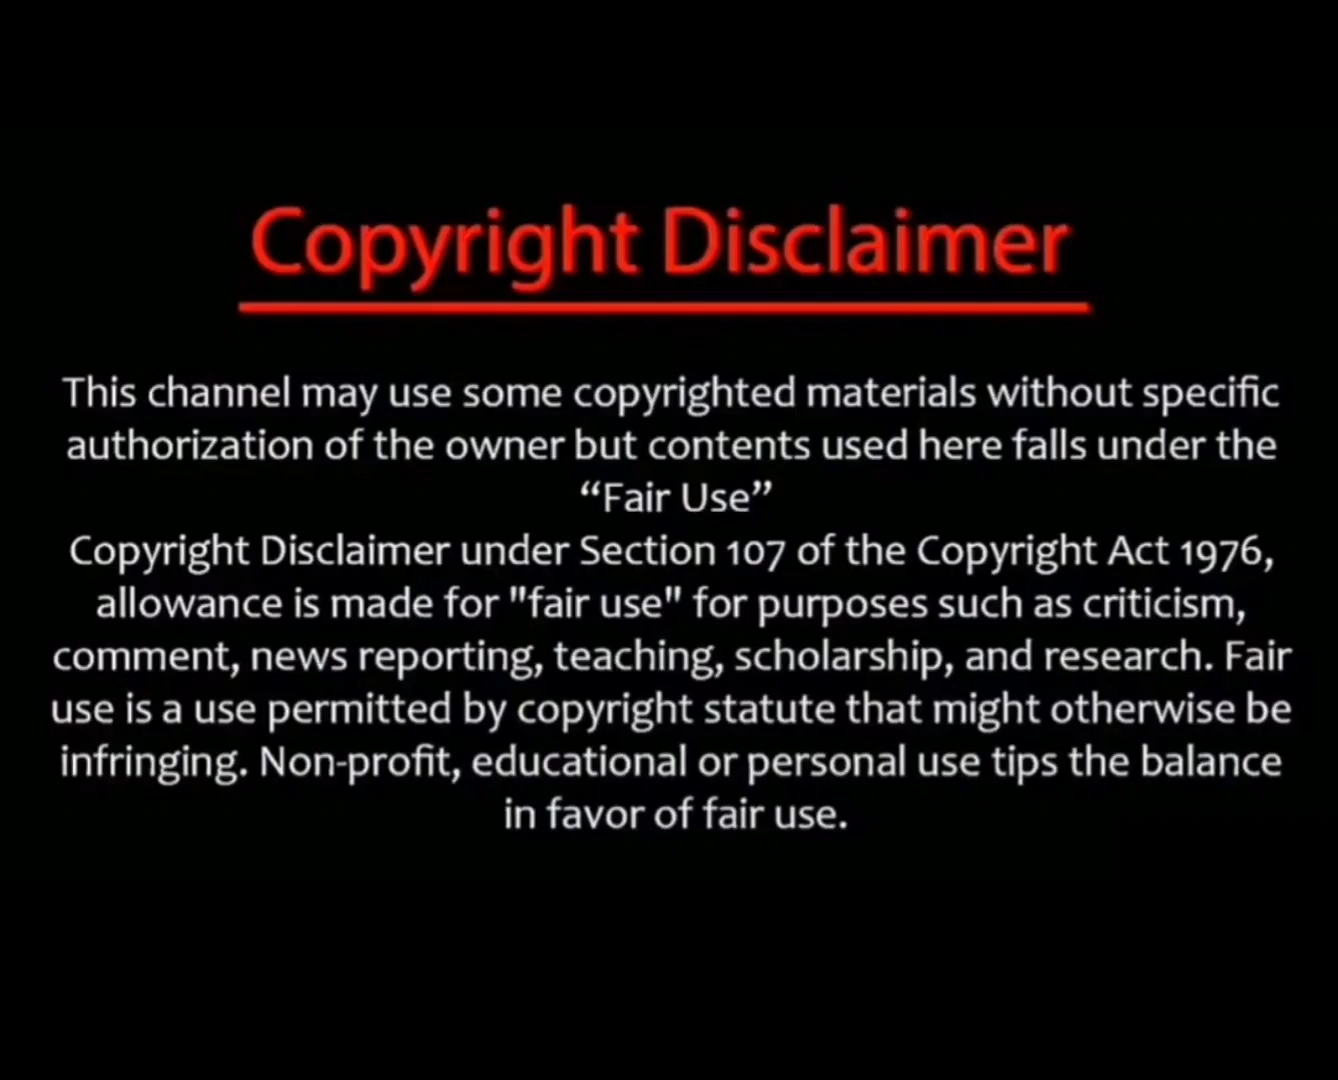 Copyright Disclaimer
This channel may use some copyrighted materials without specific
authorization of the owner but contents used here falls under the
“Fair Use”
Copyright Disclaimer under Section 107 of the Copyright Act 1976,
allowance is made for "fair use" for purposes such as criticism,
comment, news reporting, teaching, scholarship, and research. Fair
use is a use permitted by copyright statute that might otherwise be
infringing. Non-profit, educational or personal use tips the balance
in favor of fair use.